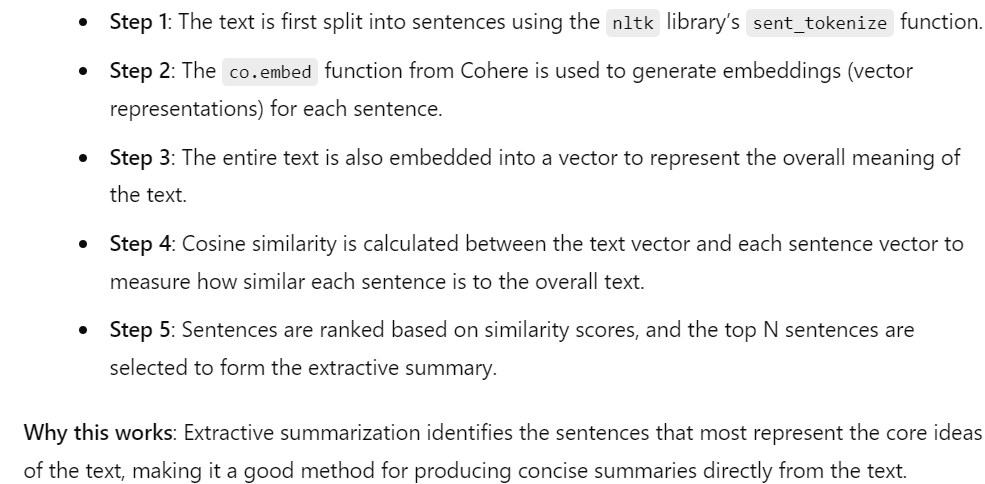 • Step 1: The text is first split into sentences using the nltk library’s sent_tokenize function.
• Step 2: The co.embed function from Cohere is used to generate embeddings (vector
representations) for each sentence.
• Step 3: The entire text is also embedded into a vector to represent the overall meaning of
the text.
• Step 4: Cosine similarity is calculated between the text vector and each sentence vector to
measure how similar each sentence is to the overall text.
• Step 5: Sentences are ranked based on similarity scores, and the top N sentences are
selected to form the extractive summary.
Why this works: Extractive summarization identifies the sentences that most represent the core ideas
of the text, making it a good method for producing concise summaries directly from the text.